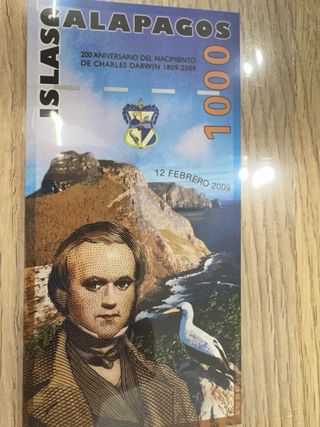 ISLAS GALAPAGOS
200 ANIVERSARIO DEL NACIMIENTO
DE CHARLES DARWIN 1809-2009
1000
12 FEBRERO 2009